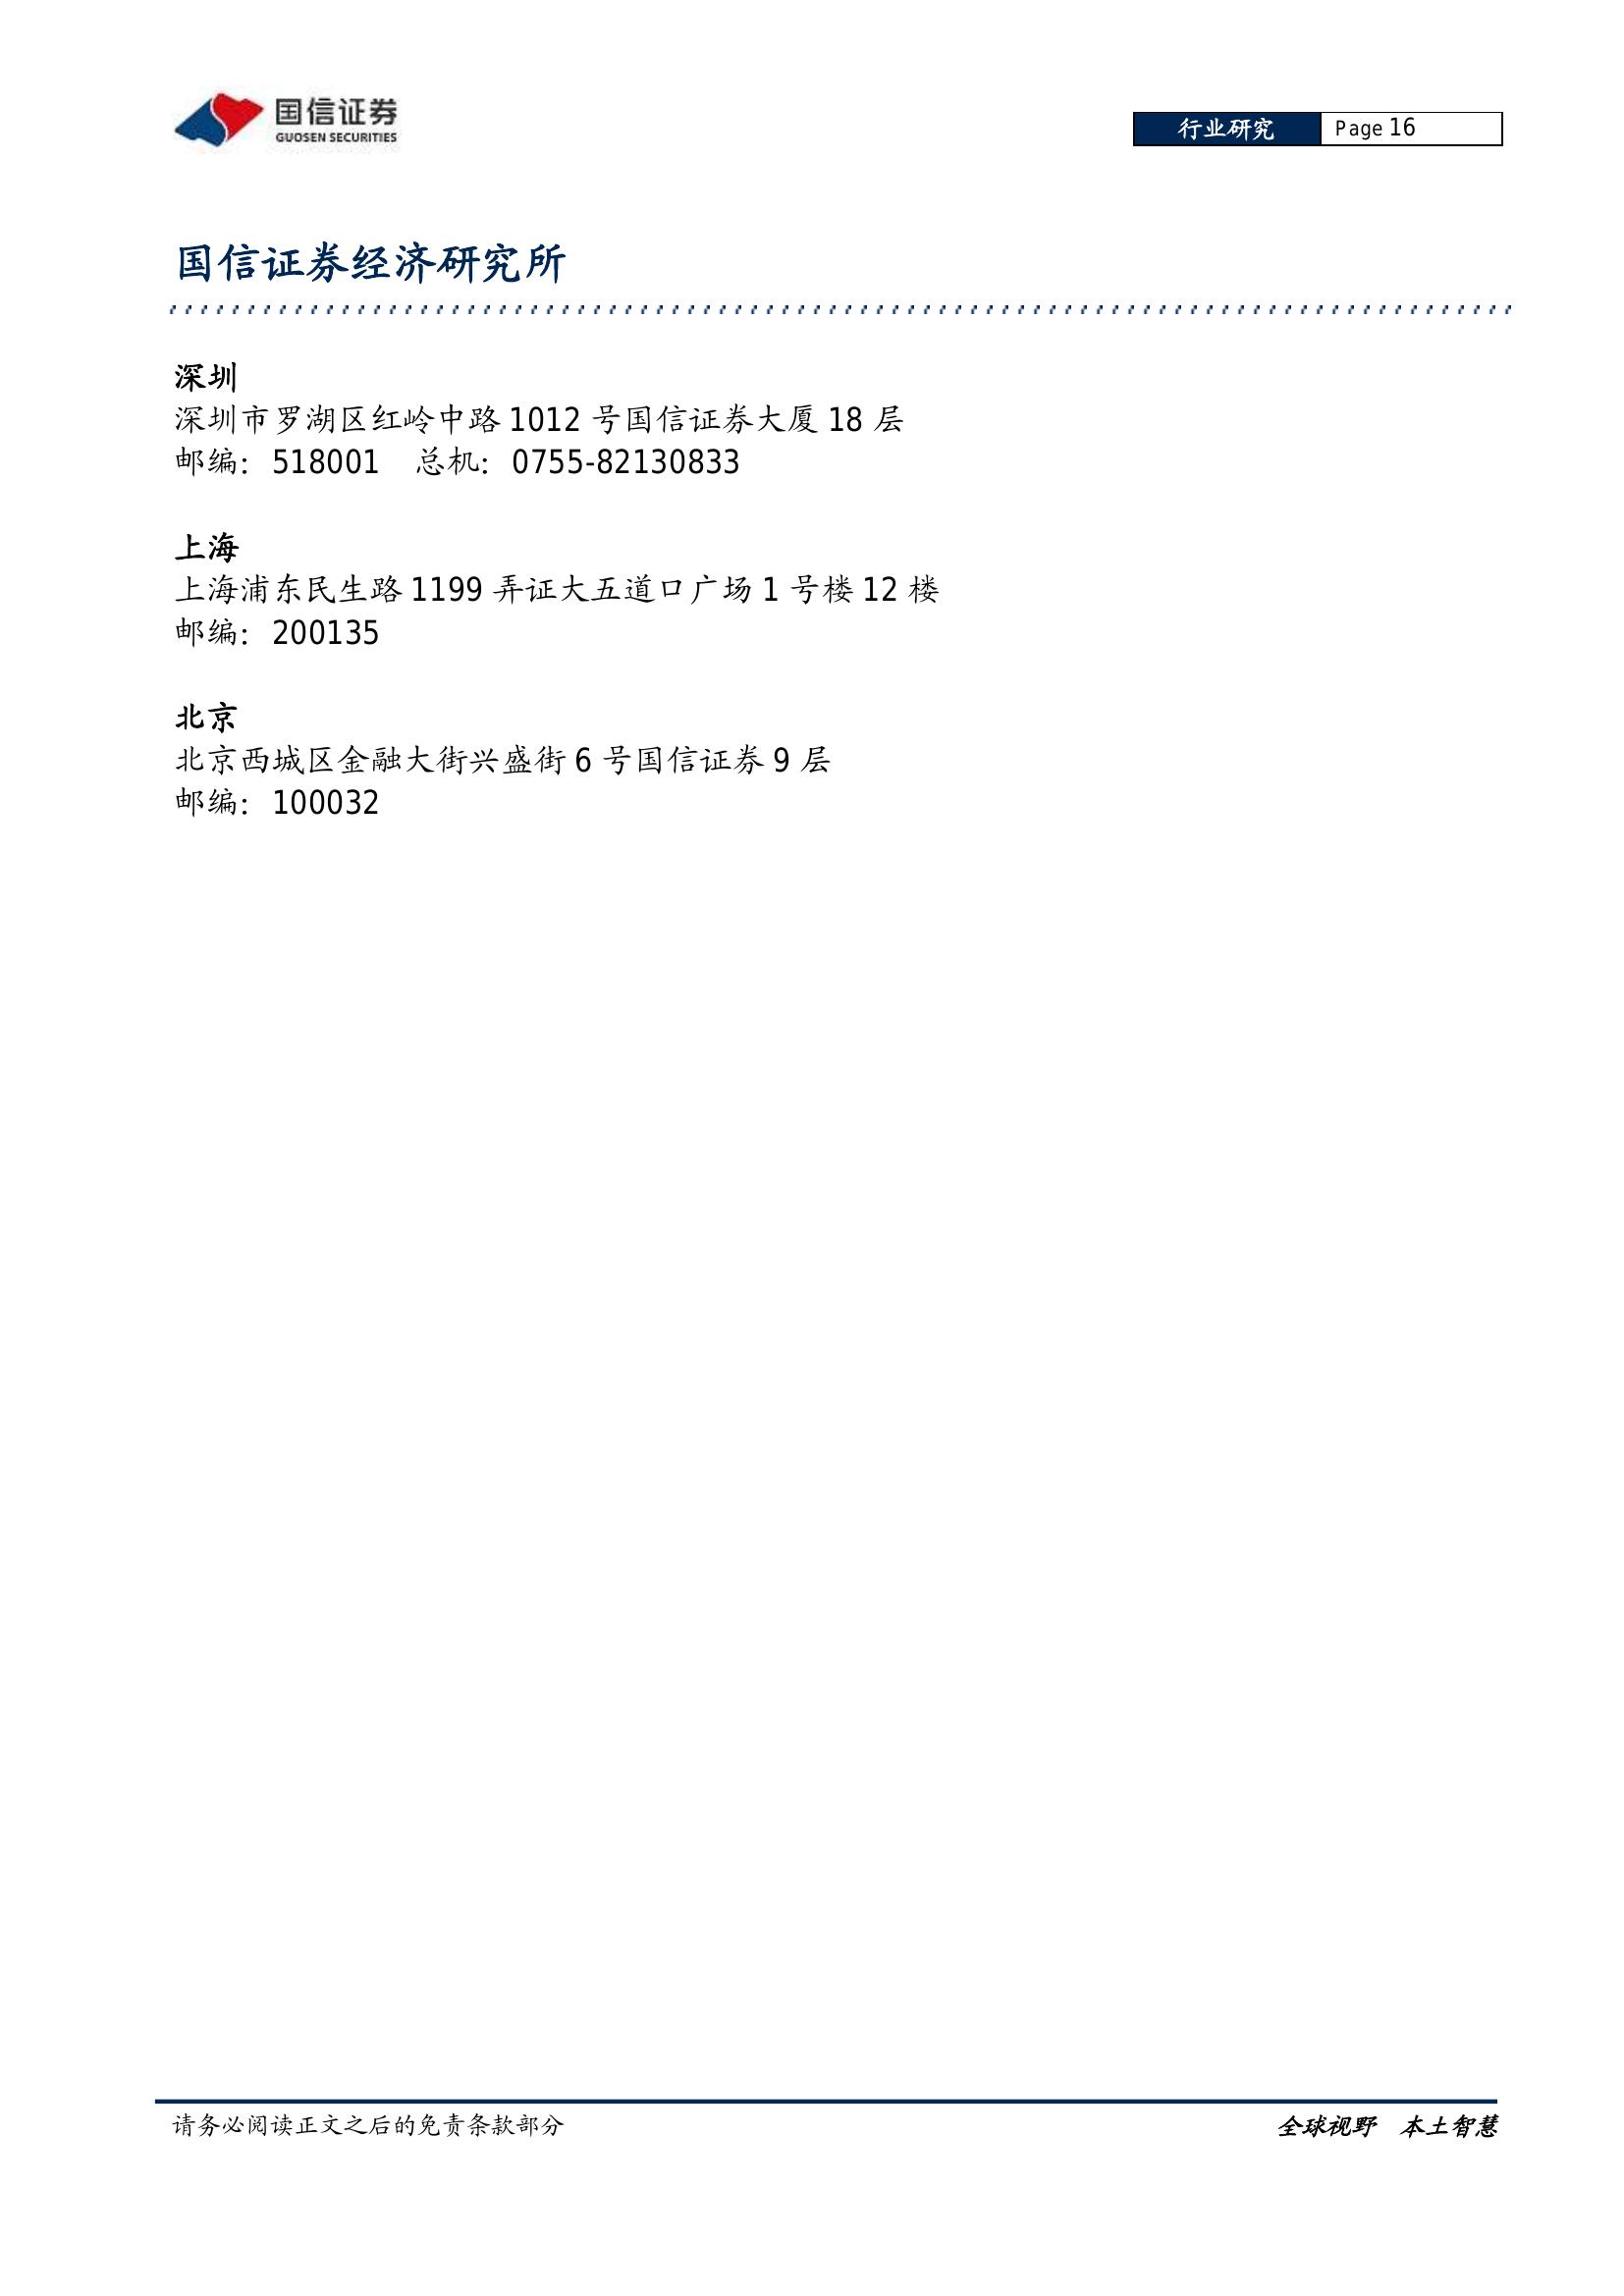 国信证券
GUOSEN SECURITIES
行业研究 Page 16
国信证券经济研究所
深圳
深圳市罗湖区红岭中路 1012 号国信证券大厦 18 层
邮编：518001 总机：0755-82130833
上海
上海浦东民生路 1199 弄证大五道口广场 1 号楼 12 楼
邮编：200135
北京
北京西城区金融大街兴盛街 6 号国信证券 9 层
邮编：100032
请务必阅读正文之后的免责条款部分 全球视野 本土智慧